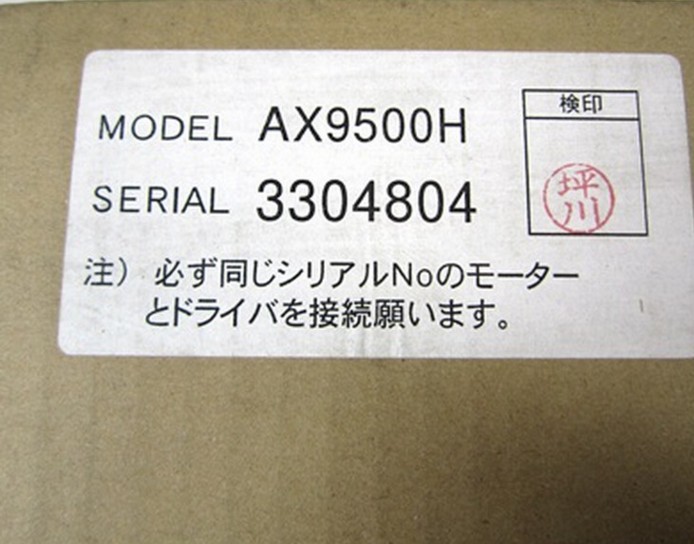 MODEL AX9500H
検印
SERIAL 3304804
坪川
注) 必ず同じシリアルNoのモーター
とドライバを接続願います。